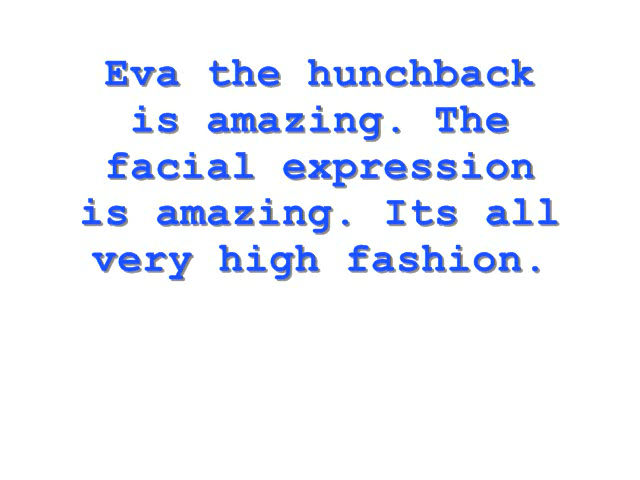 Eva the hunchback
is amazing. The
facial expression
is amazing. Its all
very high fashion.